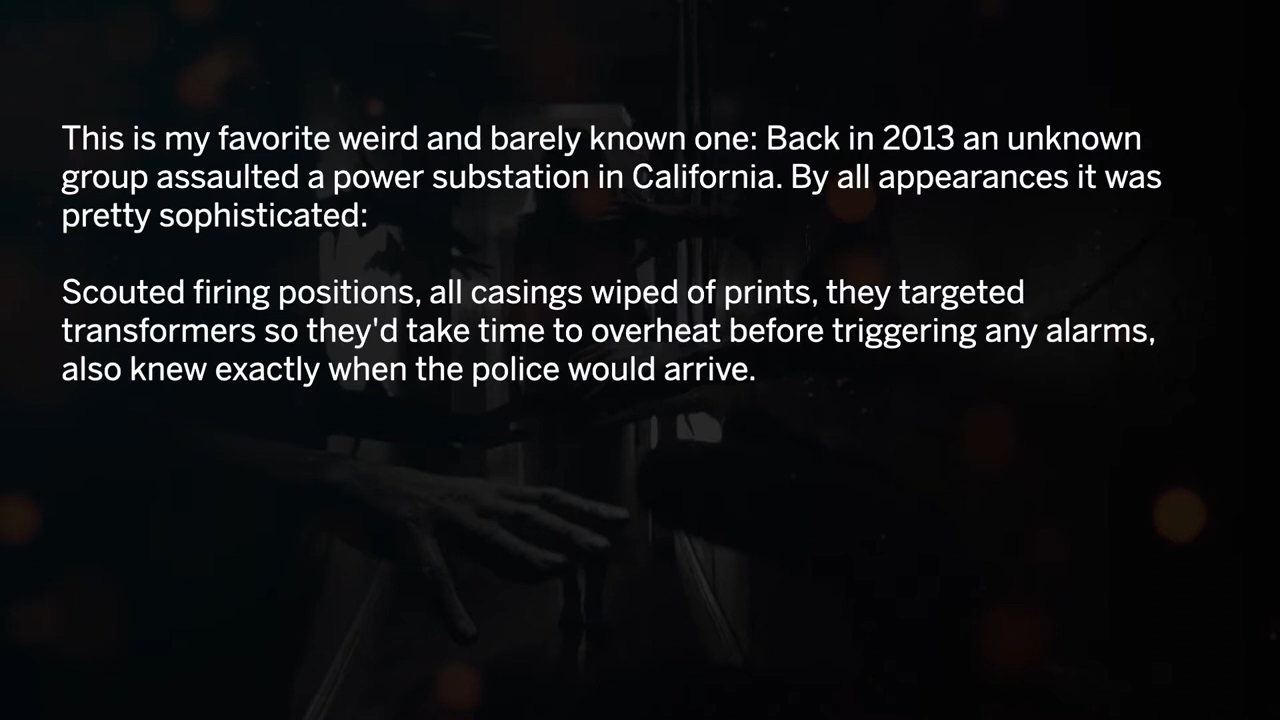 This is my favorite weird and barely known one: Back in 2013 an unknown
group assaulted a power substation in California. By all appearances it was
pretty sophisticated:
Scouted firing positions, all casings wiped of prints, they targeted
transformers so they'd take time to overheat before triggering any alarms,
also knew exactly when the police would arrive.